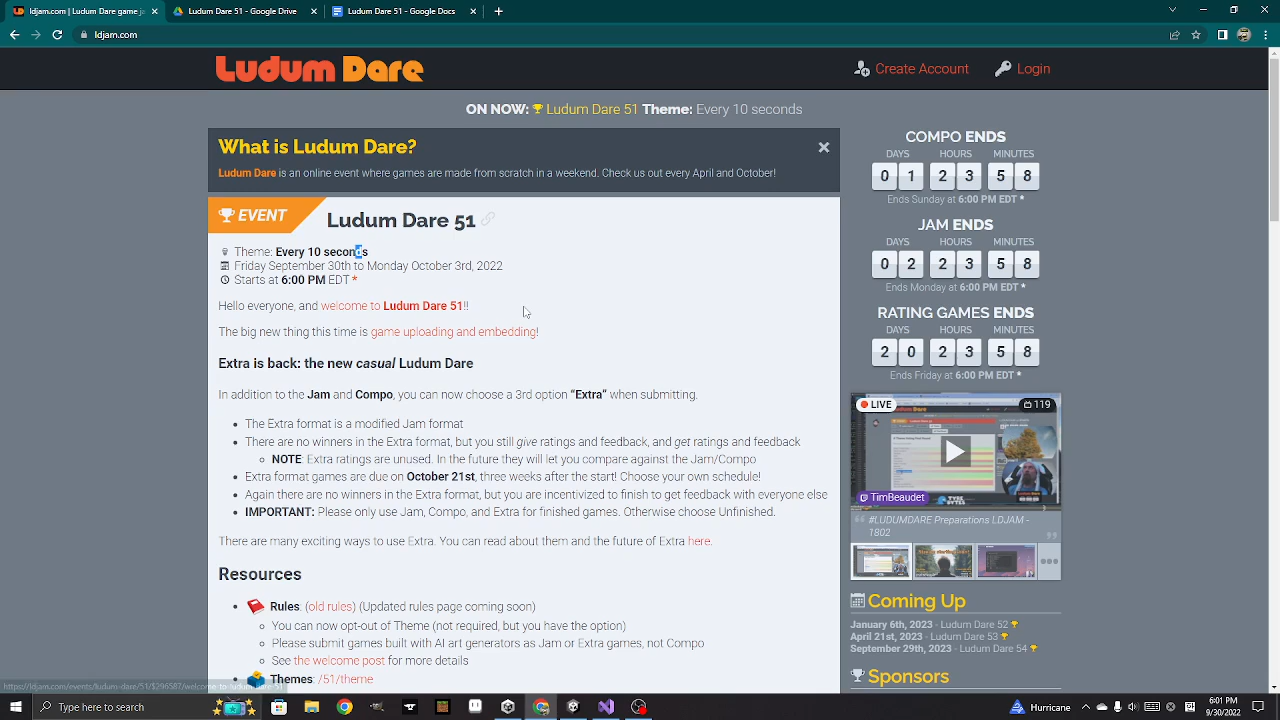 ldjam.com Ludum Dare game ja
Ludum Dare 51 - Google Drive
Ludum Dare 51 - Google Docs
ldjam.com
LUDUM DARE
Create Account
Login
ON NOW: Ludum Dare 51 Theme: Every 10 seconds
What is Ludum Dare?
Ludum Dare is an online event where games are made from scratch in a weekend. Check us out every April and October!
EVENT
Ludum Dare 51
Theme: Every 10 seconds
Friday September 30th to Monday October 3rd, 2022
Starts at 6:00 PM EDT *
Hello everyone, and welcome to Ludum Dare 51!!
The big new thing this time is game uploading and embedding!
Extra is back: the new casual Ludum Dare
In addition to the Jam and Compo, you can now choose a 3rd option "Extra" when submitting.
The Extra format is a modified Jam format
There are no winners in the Extra format, but you still give ratings and feedback, and get ratings and feedback
NOTE: Extra ratings are unused. In the future they will let you compare against the Jam/Compo
Extra format games are due on October 21st, three weeks after the start! Choose your own schedule!
Again there are no winners in the Extra format, but you are incentivized to finish to get feedback with everyone else
IMPORTANT: Please only use Jam, Compo, and Extra for finished games. Otherwise choose Unfinished.
There are many exciting ways to use Extra. You can read about them and the future of Extra here.
Resources
Rules: (old rules) (Updated rules page coming soon)
You can now opt-out of Theme (not required, but you have the option)
Please submit games built with AI art generators as Jam or Extra games, not Compo
See the welcome post for more details
Themes: /51/theme
COMPO ENDS
DAYS HOURS MINUTES
0 1 2 3 5 8
Ends Sunday at 6:00 PM EDT *
JAM ENDS
DAYS HOURS MINUTES
0 2 2 3 5 8
Ends Monday at 6:00 PM EDT *
RATING GAMES ENDS
DAYS HOURS MINUTES
2 0 2 3 5 8
Ends Friday at 6:00 PM EDT *
LIVE
119
TimBeaudet
#LUDUMDARE Preparations LDJAM -
1802
Coming Up
January 6th, 2023 - Ludum Dare 52
April 21st, 2023 - Ludum Dare 53
September 29th, 2023 - Ludum Dare 54
Sponsors
https://ldjam.com/events/ludum-dare/51/$296587/welcome-to-ludum-dare-51
Type here to search
6:01 PM
9/30/2022